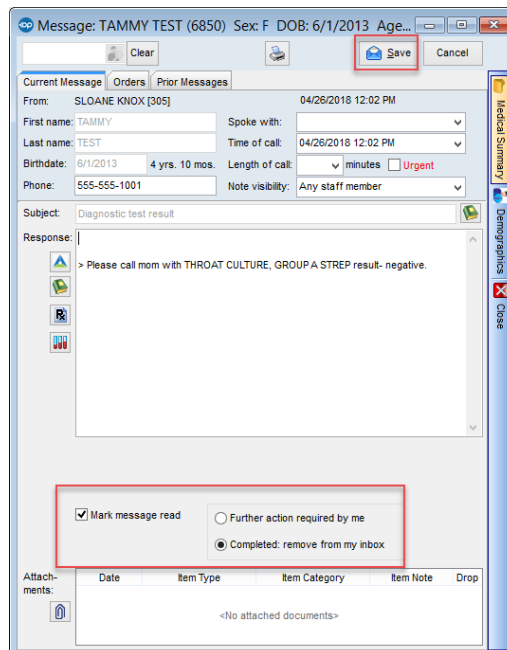 Message: TAMMY TEST (6850) Sex: F DOB: 6/1/2013 Age...
Clear Save Cancel
Current Message Orders Prior Messages
From: SLOANE KNOX [305] 04/26/2018 12:02 PM
First name: TAMMY Spoke with:
Last name: TEST Time of call: 04/26/2018 12:02 PM
Birthdate: 6/1/2013 4 yrs. 10 mos. Length of call: minutes Urgent
Phone: 555-555-1001 Note visibility: Any staff member
Subject: Diagnostic test result
Response:
> Please call mom with THROAT CULTURE, GROUP A STREP result- negative.
Mark message read Further action required by me
Completed: remove from my inbox
Attach-
ments:
Date Item Type Item Category Item Note Drop
<No attached documents>
Medical Summary
Demographics
Close